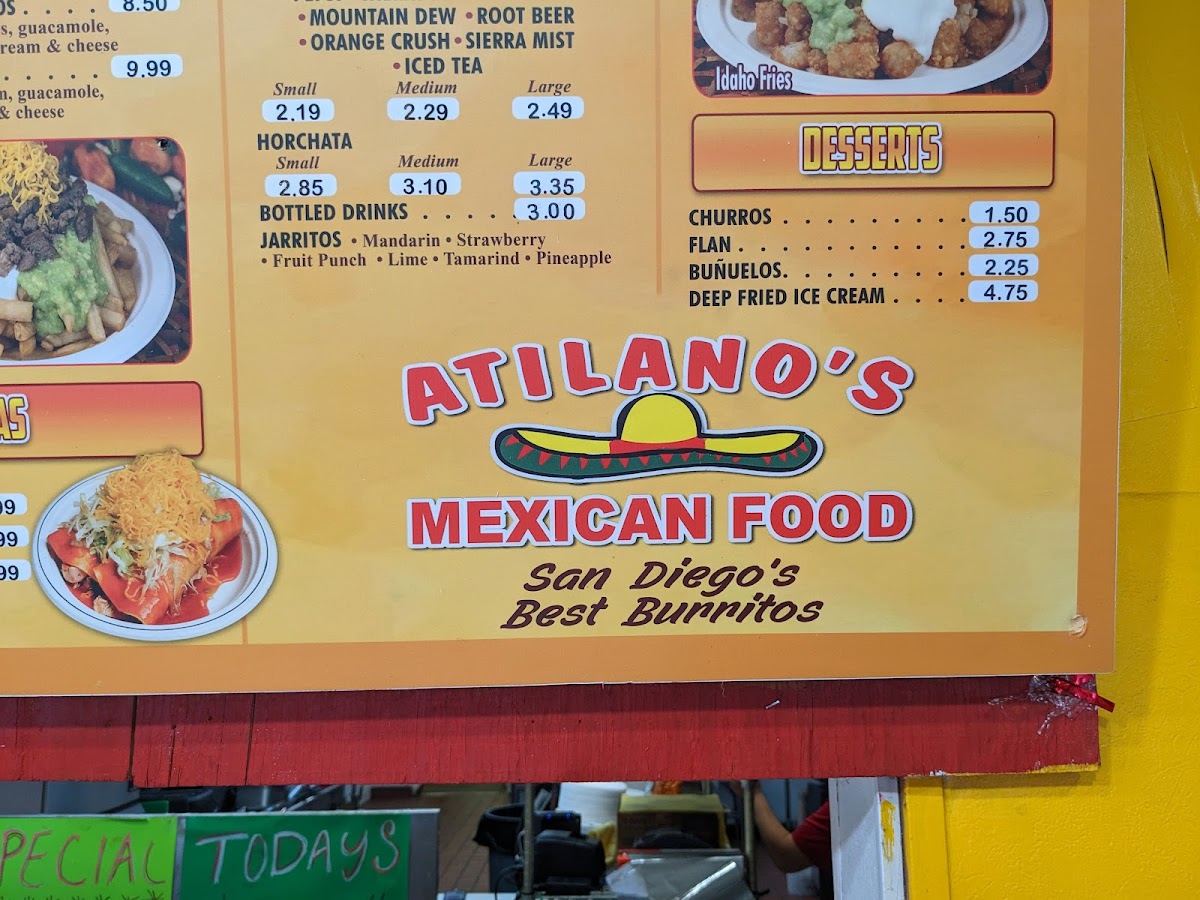 8.50
guacamole,
cream & cheese
9.99
guacamole,
& cheese
AS
99
99
99
• MOUNTAIN DEW • ROOT BEER
• ORANGE CRUSH • SIERRA MIST
• ICED TEA
Small Medium Large
2.19 2.29 2.49
HORCHATA
Small Medium Large
2.85 3.10 3.35
BOTTLED DRINKS . . . . . 3.00
JARRITOS • Mandarin • Strawberry
• Fruit Punch • Lime • Tamarind • Pineapple
Idaho Fries
DESSERTS
CHURROS . . . . . . . . . . . 1.50
FLAN . . . . . . . . . . . . . 2.75
BUÑUELOS. . . . . . . . . . 2.25
DEEP FRIED ICE CREAM . . . . 4.75
ATILANO'S
MEXICAN FOOD
San Diego's
Best Burritos
PECIAL TODAYS